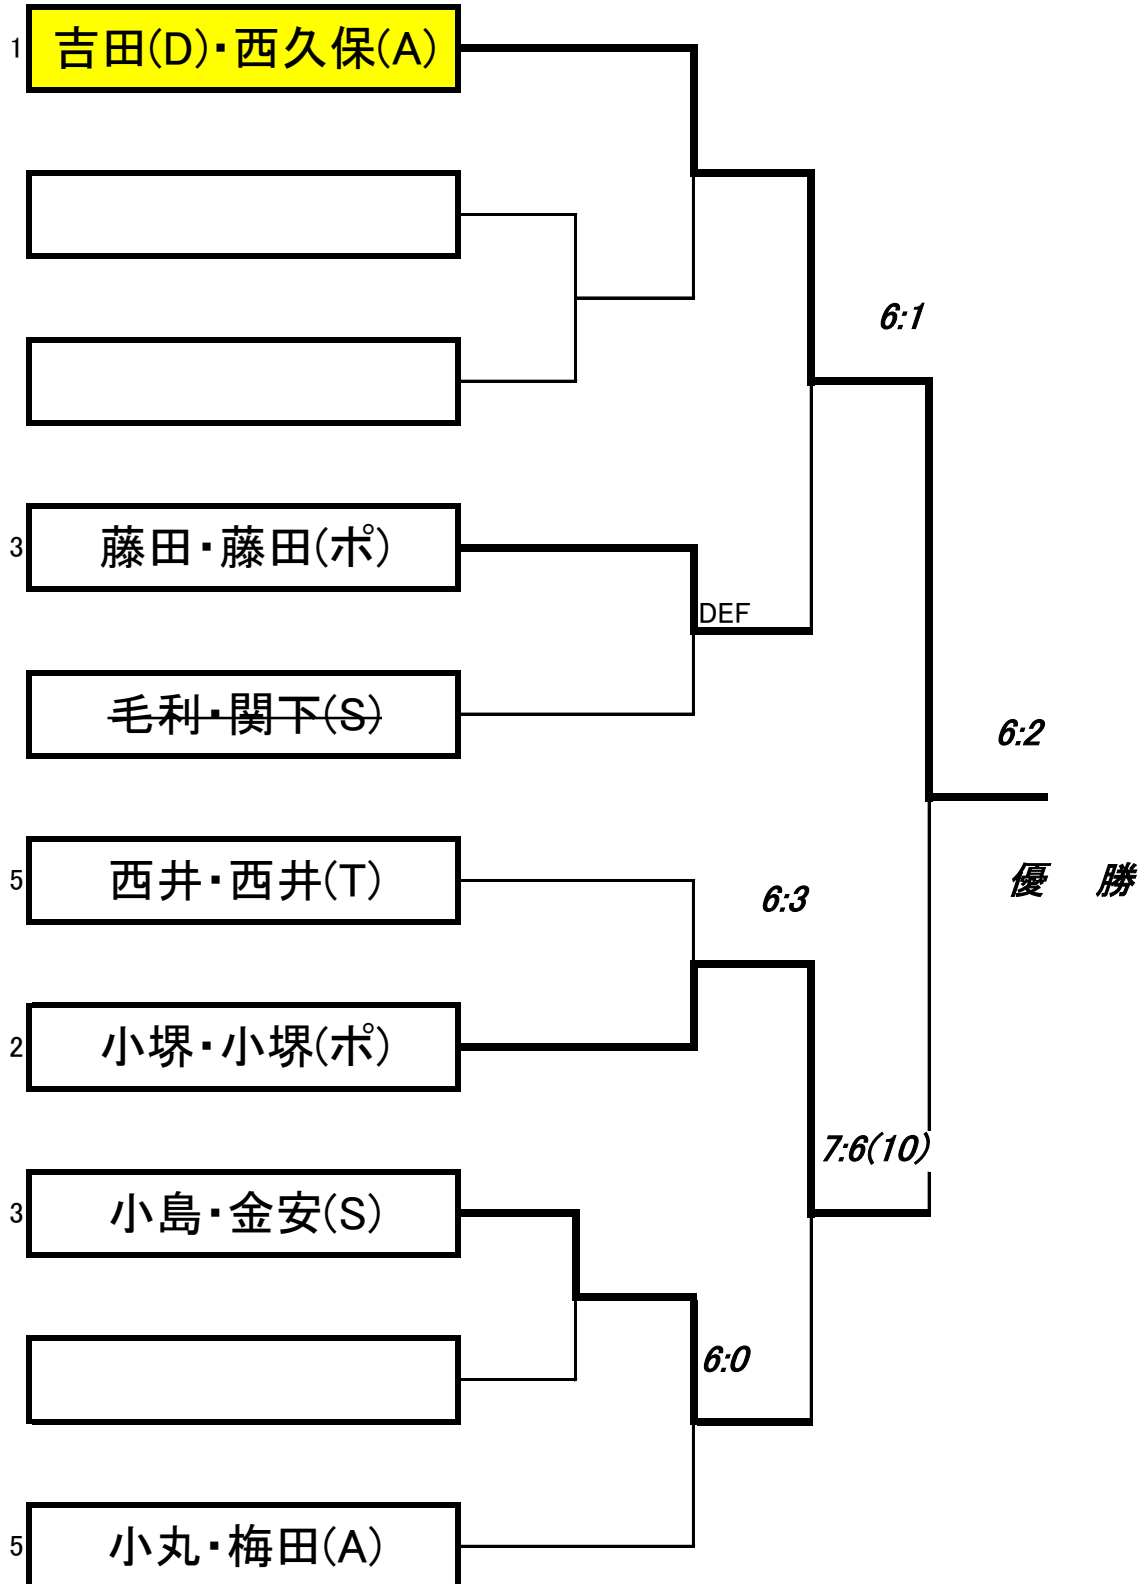 1 吉田(D)・西久保(A)
6:1
3 藤田・藤田(ポ)
DEF
毛利・関下(S)
6:2
5 西井・西井(T)
優 勝
6:3
2 小堺・小堺(ポ)
7:6(10)
3 小島・金安(S)
6:0
5 小丸・梅田(A)